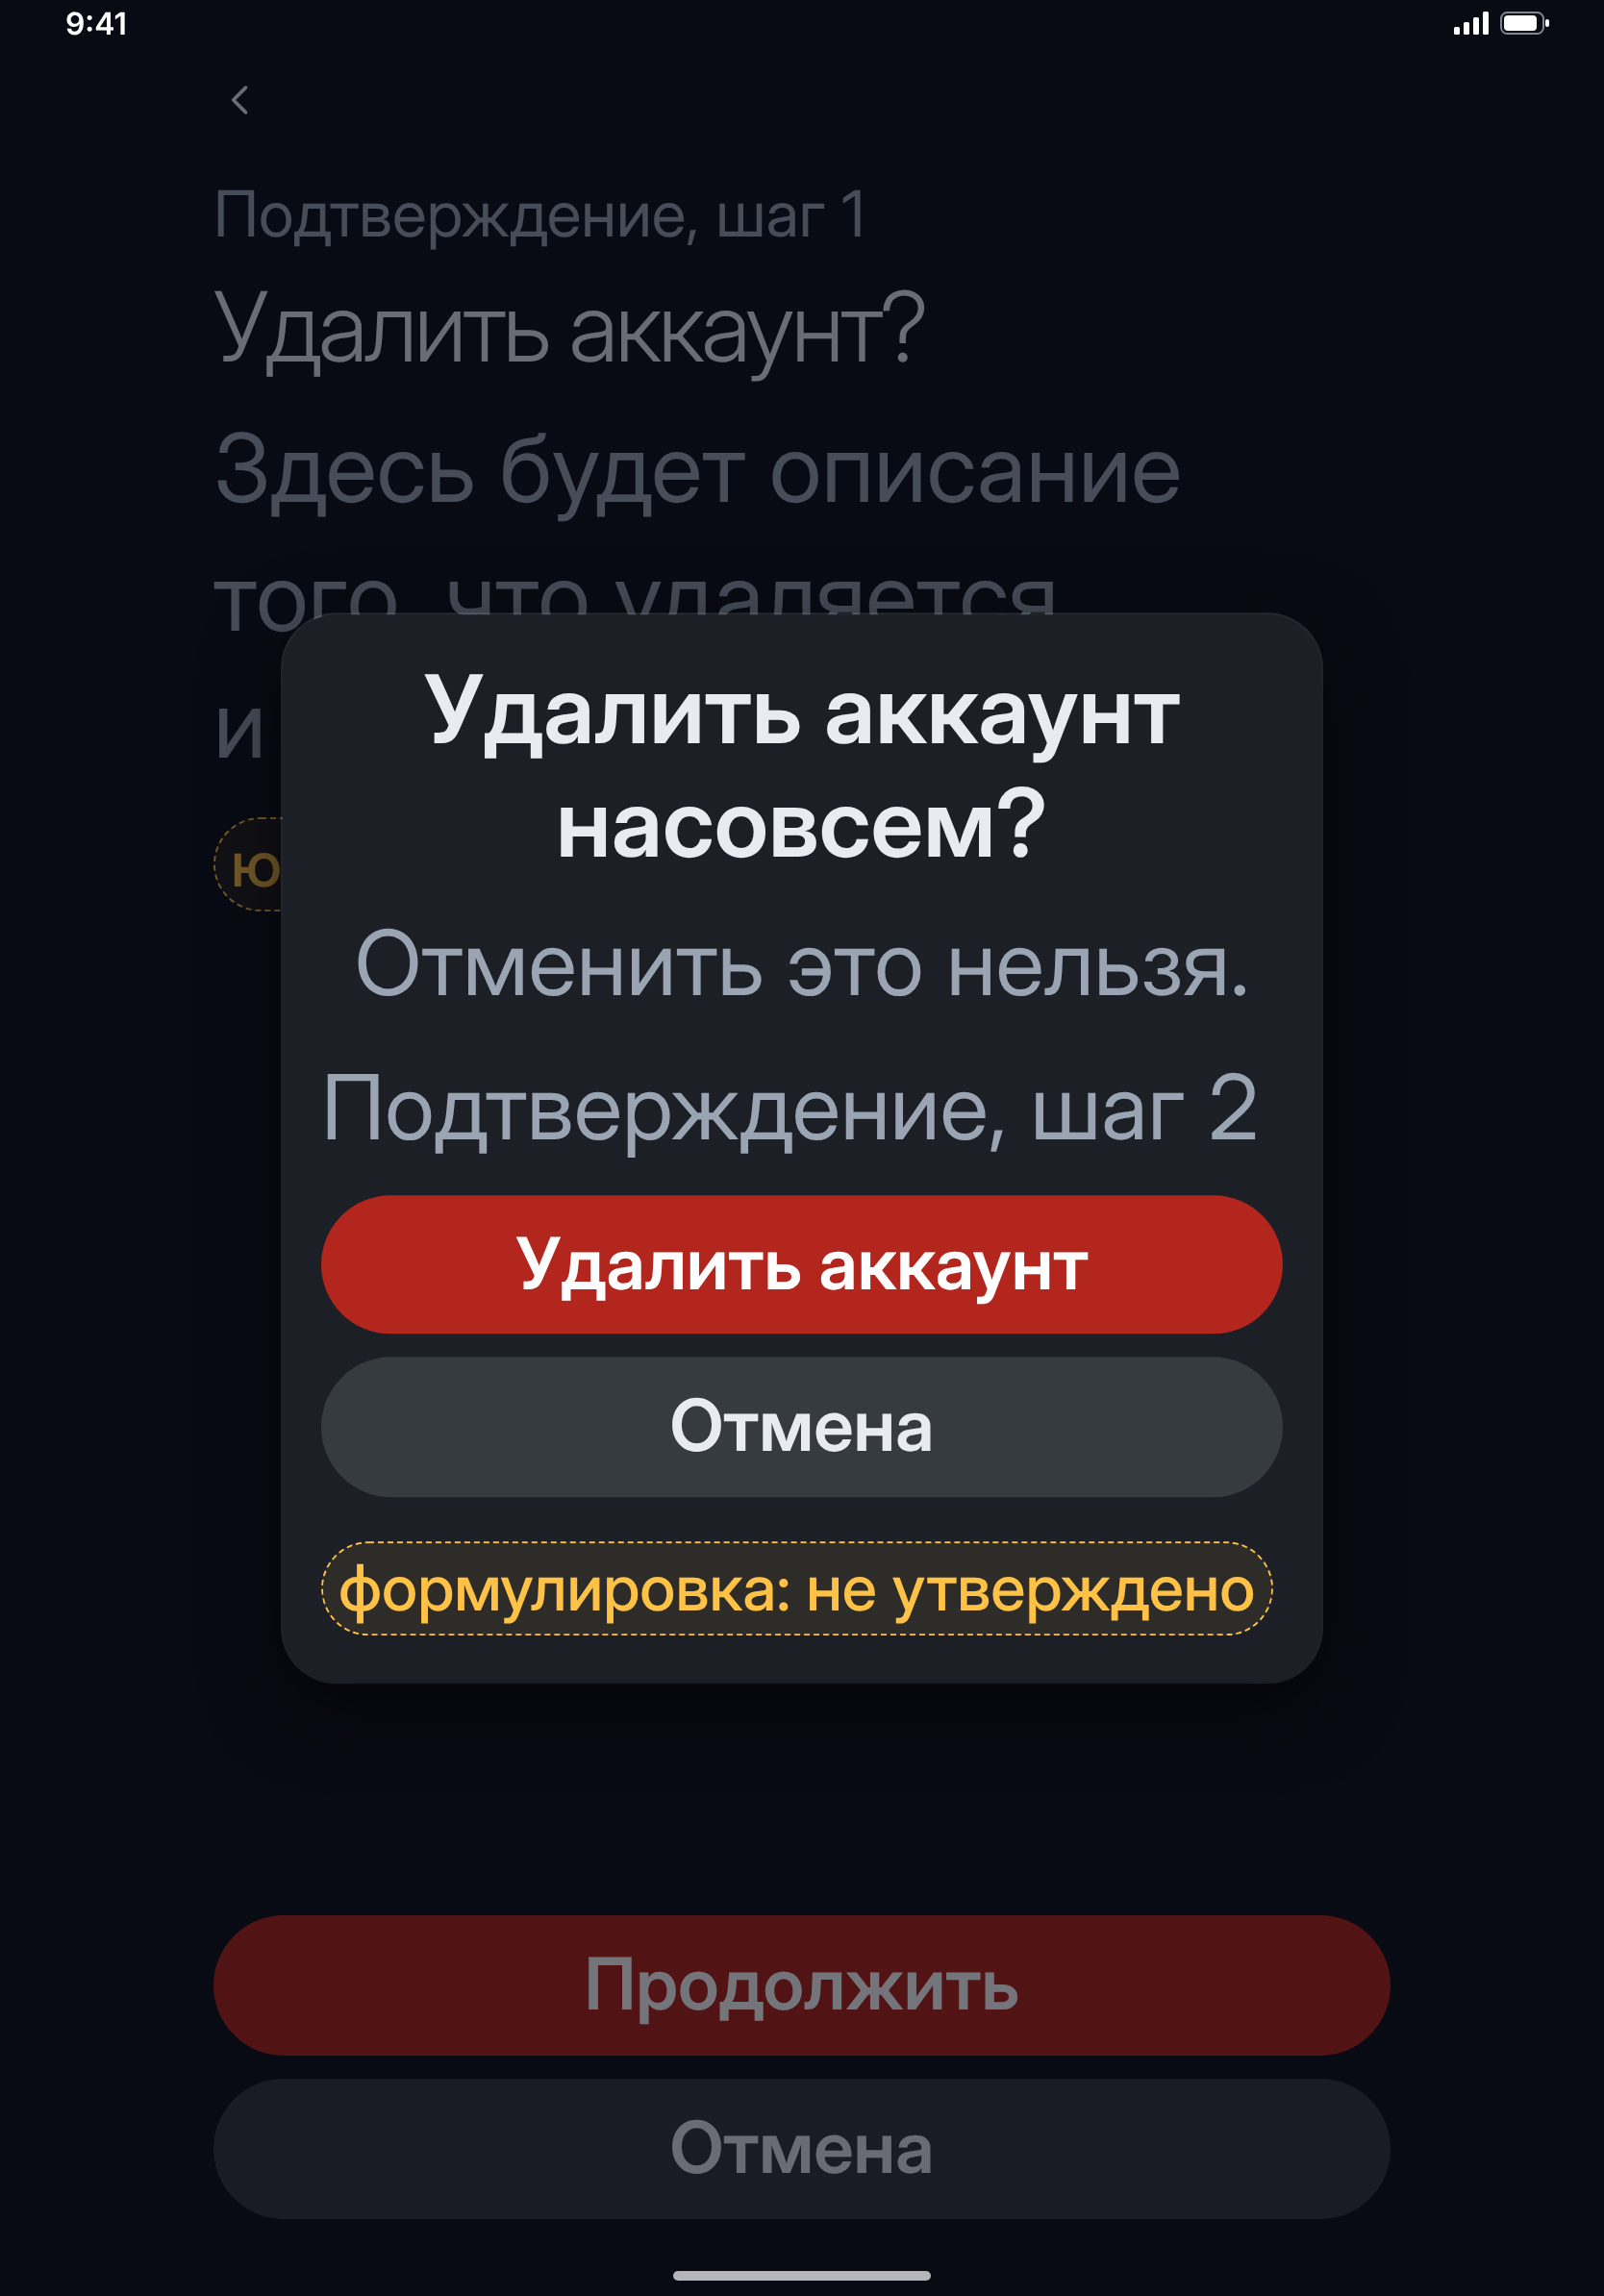 9:41
Подтверждение, шаг 1
Удалить аккаунт?
Здесь будет описание
того, что удаляется
и
Удалить аккаунт
насовсем?
Отменить это нельзя.
Подтверждение, шаг 2
Удалить аккаунт
Отмена
формулировка: не утверждено
Продолжить
Отмена